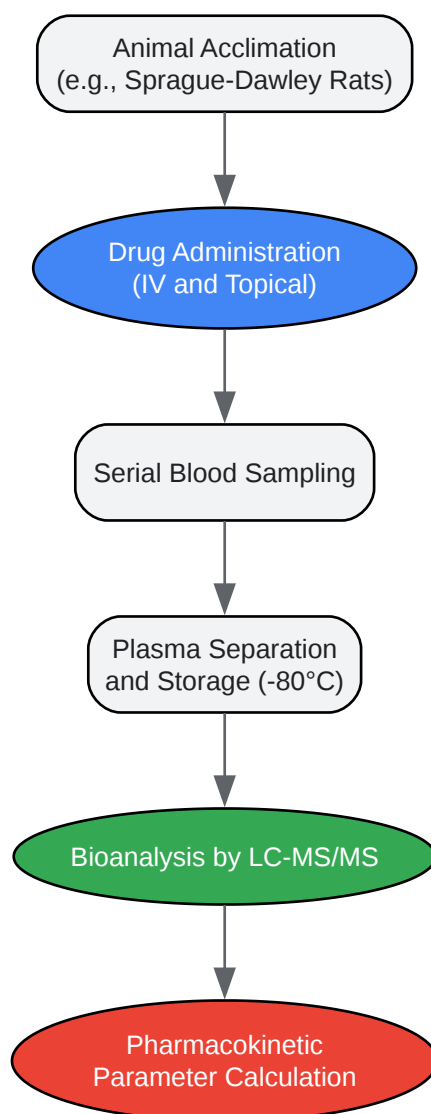 Animal Acclimation
(e.g., Sprague-Dawley Rats)
Drug Administration
(IV and Topical)
Serial Blood Sampling
Plasma Separation
and Storage (-80°C)
Bioanalysis by LC-MS/MS
Pharmacokinetic
Parameter Calculation